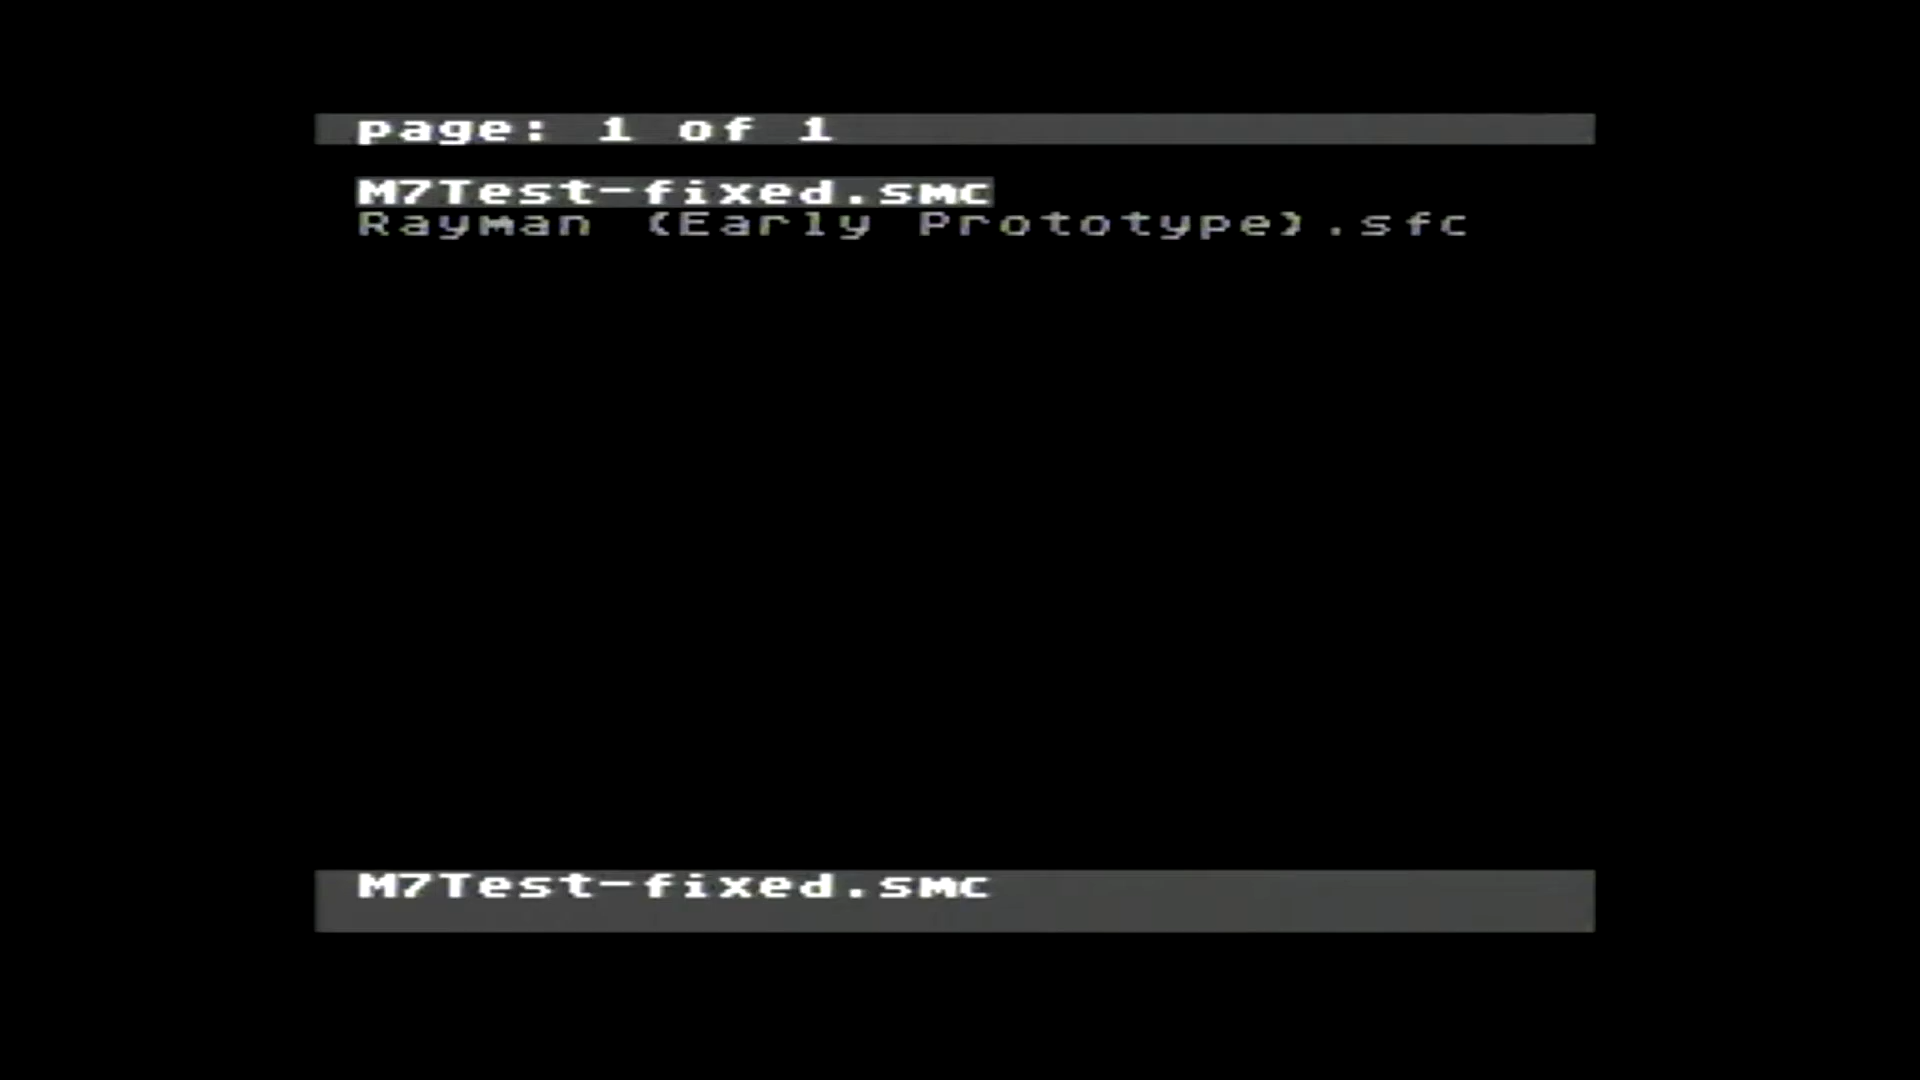 page: 1 of 1
M7Test-fixed.smc
Rayman (Early Prototype).sfc
M7Test-fixed.smc